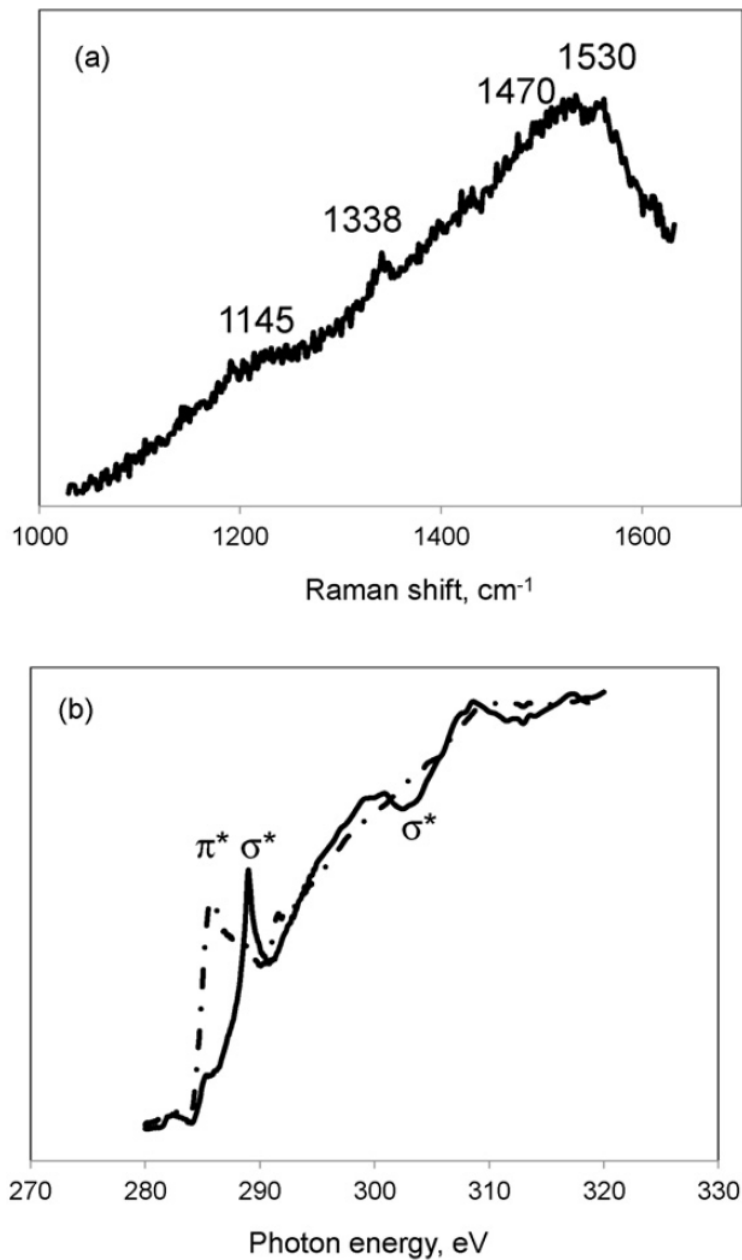 (a)
1530
1470
1338
1145
1000 1200 1400 1600
Raman shift, cm-1
(b)
π* σ*
σ*
270 280 290 300 310 320 330
Photon energy, eV